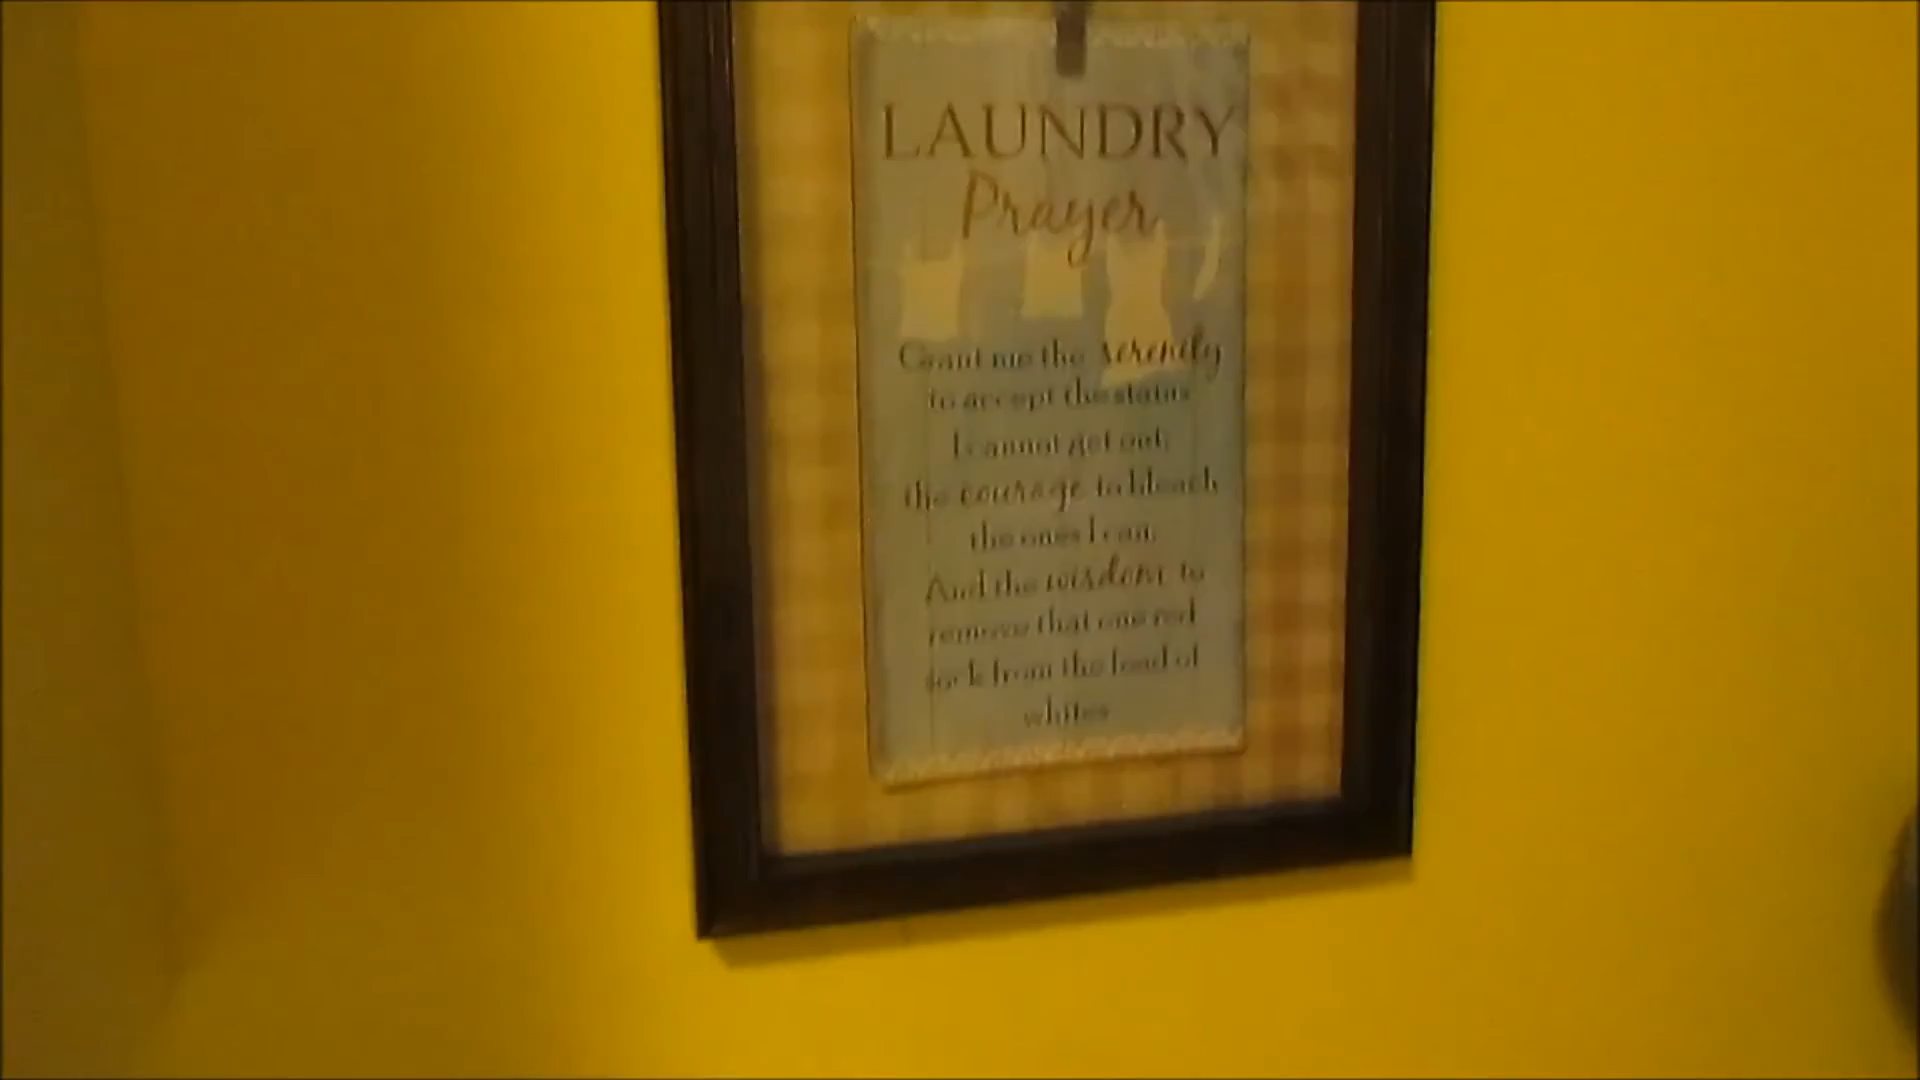 LAUNDRY
Prayer
Grant me the serenity
to accept the stains
I cannot get out;
the courage to bleach
the ones I can;
And the wisdom to
remove that one red
sock from the load of
whites